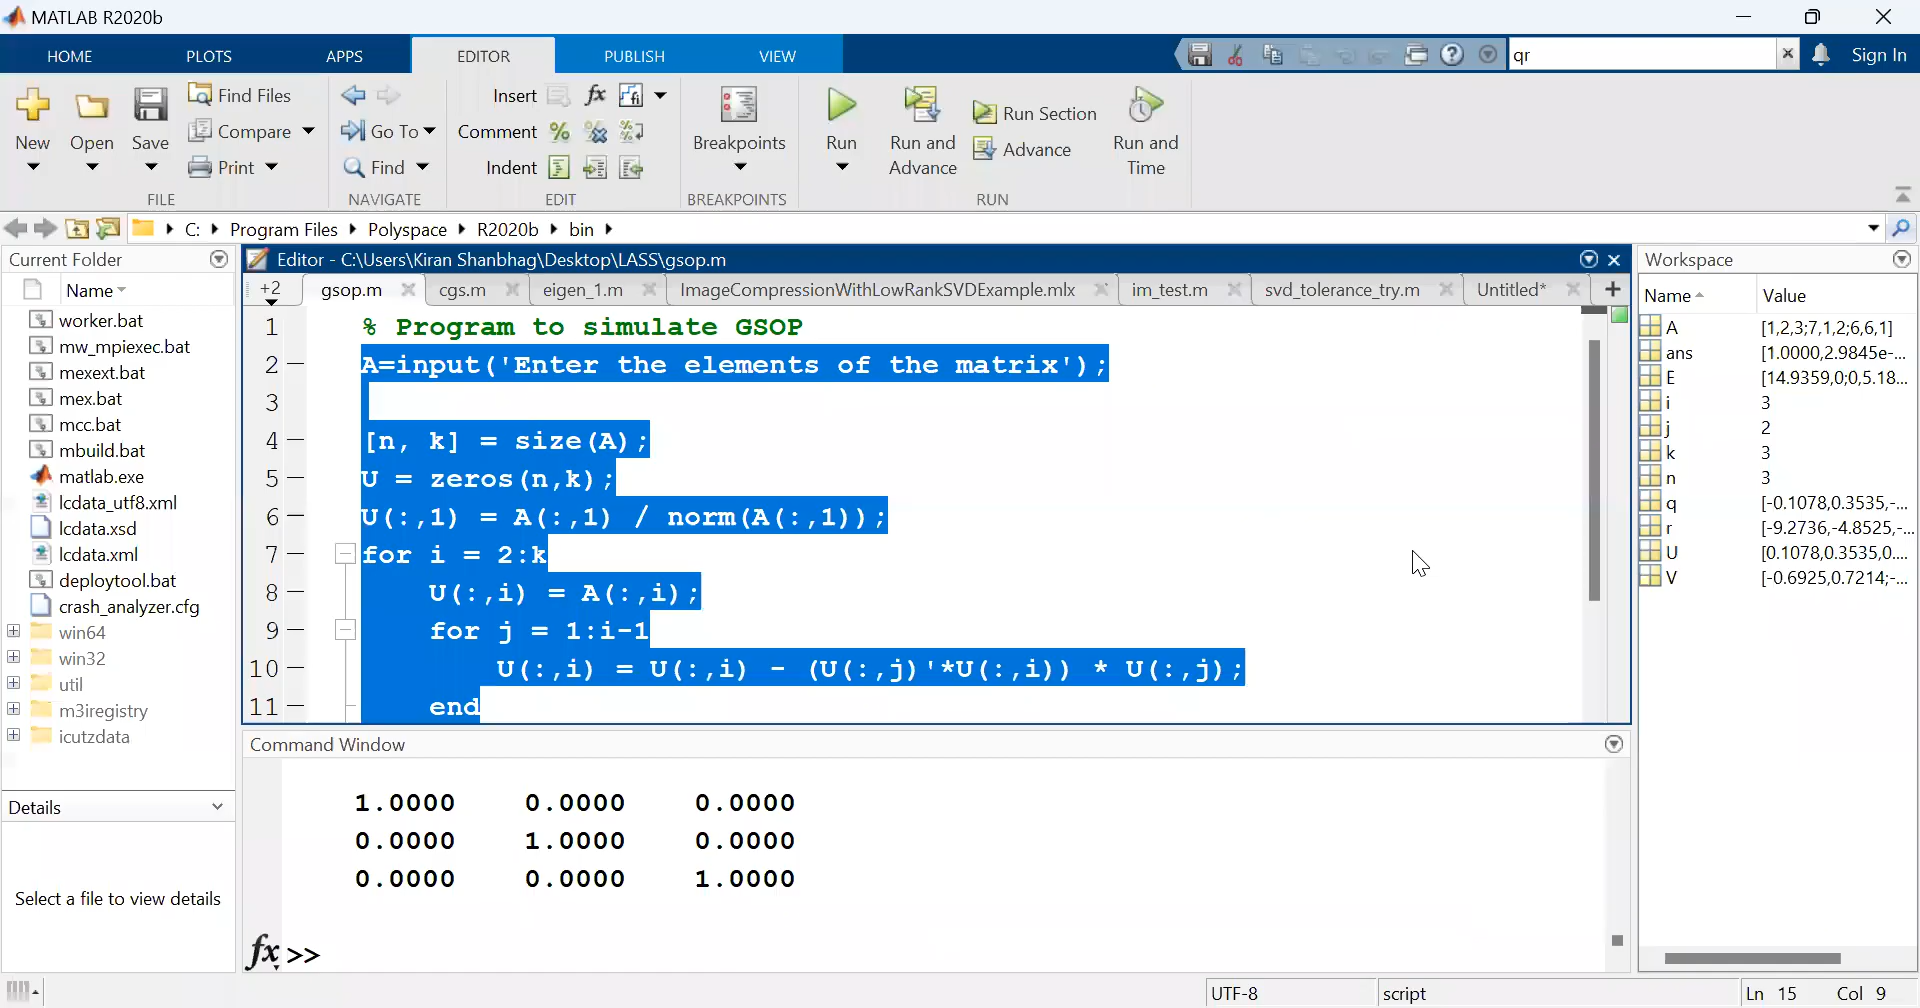 MATLAB R2020b
HOME PLOTS APPS EDITOR PUBLISH VIEW
qr
Sign In
New
Open
Save
Find Files
Compare
Print
FILE
Go To
Find
NAVIGATE
Insert
Comment
Indent
EDIT
Breakpoints
BREAKPOINTS
Run
Run and
Advance
Run Section
Advance
Run and
Time
RUN
C: Program Files Polyspace R2020b bin
Current Folder
Name
worker.bat
mw_mpiexec.bat
mexext.bat
mex.bat
mcc.bat
mbuild.bat
matlab.exe
lcdata_utf8.xml
lcdata.xsd
lcdata.xml
deploytool.bat
crash_analyzer.cfg
win64
win32
util
m3iregistry
icutzdata
Details
Select a file to view details
Editor - C:\Users\Kiran Shanbhag\Desktop\LASS\gsop.m
+2 gsop.m cgs.m eigen_1.m ImageCompressionWithLowRankSVDExample.mlx im_test.m svd_tolerance_try.m Untitled*
1 % Program to simulate GSOP
2 A=input('Enter the elements of the matrix');
3
4 [n, k] = size(A);
5 U = zeros(n,k);
6 U(:,1) = A(:,1) / norm(A(:,1));
7 for i = 2:k
8 U(:,i) = A(:,i);
9 for j = 1:i-1
10 U(:,i) = U(:,i) - (U(:,j)'*U(:,i)) * U(:,j);
11 end
Command Window
1.0000 0.0000 0.0000
0.0000 1.0000 0.0000
0.0000 0.0000 1.0000
fx >>
Workspace
Name Value
A [1,2,3;7,1,2;6,6,1]
ans [1.0000,2.9845e-...
E [14.9359,0;0,5.18...
i 3
j 2
k 3
n 3
q [-0.1078,0.3535,-...
r [-9.2736,-4.8525,-...
U [0.1078,0.3535,0....
V [-0.6925,0.7214;-...
UTF-8 script Ln 15 Col 9